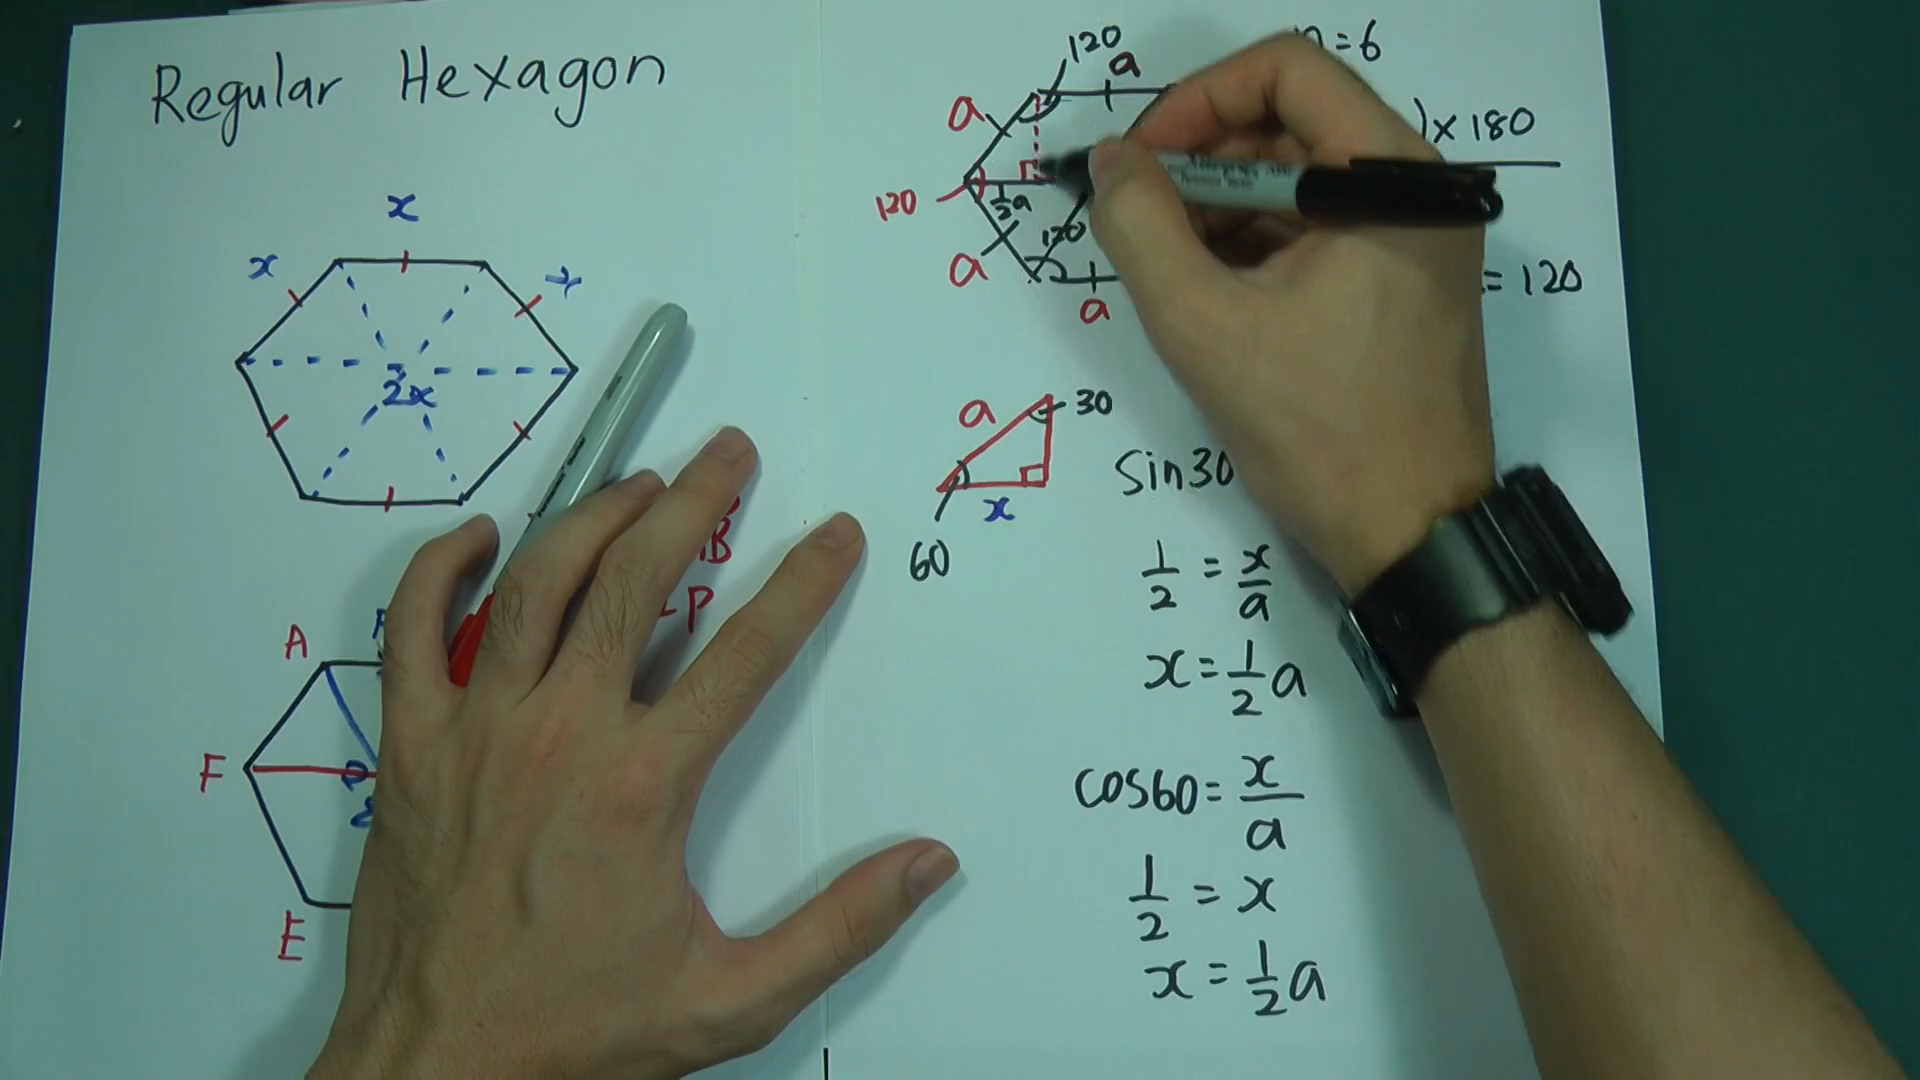 Regular Hexagon
x
x
x
2x
B
P
A
F
E
120
a
n=6
a
)×180
120
½a
120
a
a
= 120
a
30
x
60
Sin30
1/2 = x/a
x = 1/2 a
cos60 = x/a
1/2 = x
x = 1/2 a